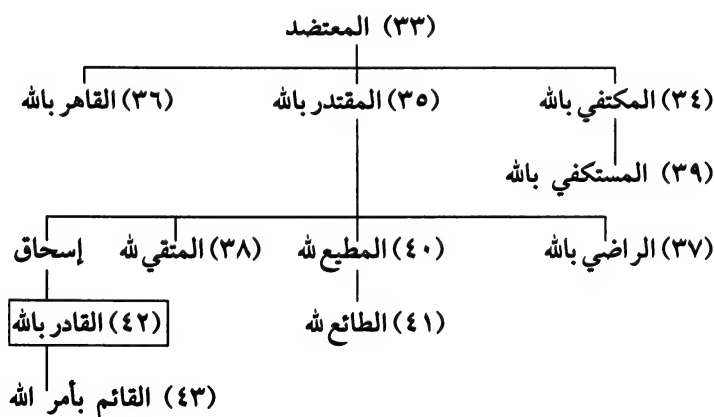 (٣٣) المعتضد
(٣٤) المكتفي بالله (٣٥) المقتدر بالله (٣٦) القاهر بالله
(٣٩) المستكفي بالله
(٣٧) الراضي بالله (٤٠) المطيع لله (٣٨) المتقي لله إسحاق
(٤١) الطائع لله (٤٢) القادر بالله
(٤٣) القائم بأمر الله